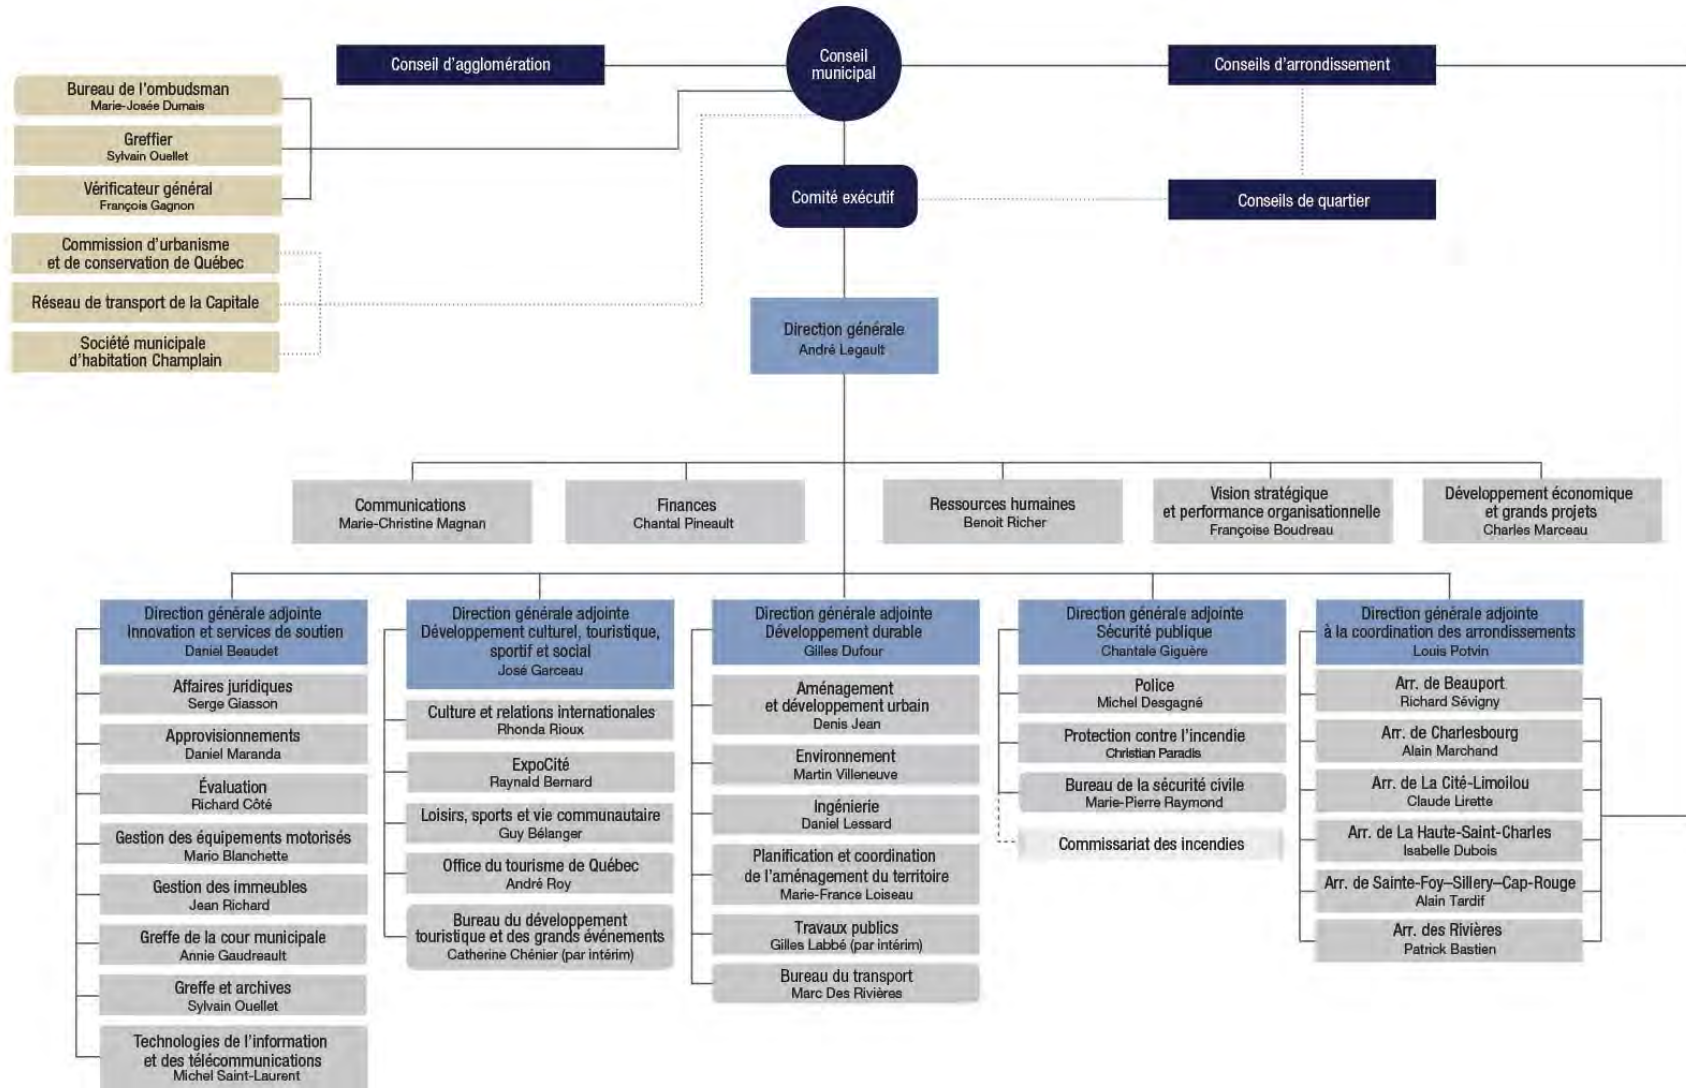 Conseil d'agglomération
Conseil
municipal
Conseils d'arrondissement
Bureau de l'ombudsman
Marie-Josée Dumais
Greffier
Sylvain Ouellet
Vérificateur général
François Gagnon
Commission d'urbanisme
et de conservation de Québec
Réseau de transport de la Capitale
Société municipale
d'habitation Champlain
Comité exécutif
Conseils de quartier
Direction générale
André Legault
Communications
Marie-Christine Magnan
Finances
Chantal Pineault
Ressources humaines
Benoit Richer
Vision stratégique
et performance organisationnelle
Françoise Boudreau
Développement économique
et grands projets
Charles Marceau
Direction générale adjointe
Innovation et services de soutien
Daniel Beaudet
Affaires juridiques
Serge Giasson
Approvisionnements
Daniel Maranda
Évaluation
Richard Côté
Gestion des équipements motorisés
Mario Blanchette
Gestion des immeubles
Jean Richard
Greffe de la cour municipale
Annie Gaudreault
Greffe et archives
Sylvain Ouellet
Technologies de l'information
et des télécommunications
Michel Saint-Laurent
Direction générale adjointe
Développement culturel, touristique,
sportif et social
José Garceau
Culture et relations internationales
Rhonda Rioux
ExpoCité
Raynald Bernard
Loisirs, sports et vie communautaire
Guy Bélanger
Office du tourisme de Québec
André Roy
Bureau du développement
touristique et des grands événements
Catherine Chénier (par intérim)
Direction générale adjointe
Développement durable
Gilles Dufour
Aménagement
et développement urbain
Denis Jean
Environnement
Martin Villeneuve
Ingénierie
Daniel Lessard
Planification et coordination
de l'aménagement du territoire
Marie-France Loiseau
Travaux publics
Gilles Labbé (par intérim)
Bureau du transport
Marc Des Rivières
Direction générale adjointe
Sécurité publique
Chantale Giguère
Police
Michel Desgagné
Protection contre l'incendie
Christian Paradis
Bureau de la sécurité civile
Marie-Pierre Raymond
Commissariat des incendies
Direction générale adjointe
à la coordination des arrondissements
Louis Potvin
Arr. de Beauport
Richard Sévigny
Arr. de Charlesbourg
Alain Marchand
Arr. de La Cité-Limoilou
Claude Lirette
Arr. de La Haute-Saint-Charles
Isabelle Dubois
Arr. de Sainte-Foy–Sillery–Cap-Rouge
Alain Tardif
Arr. des Rivières
Patrick Bastien